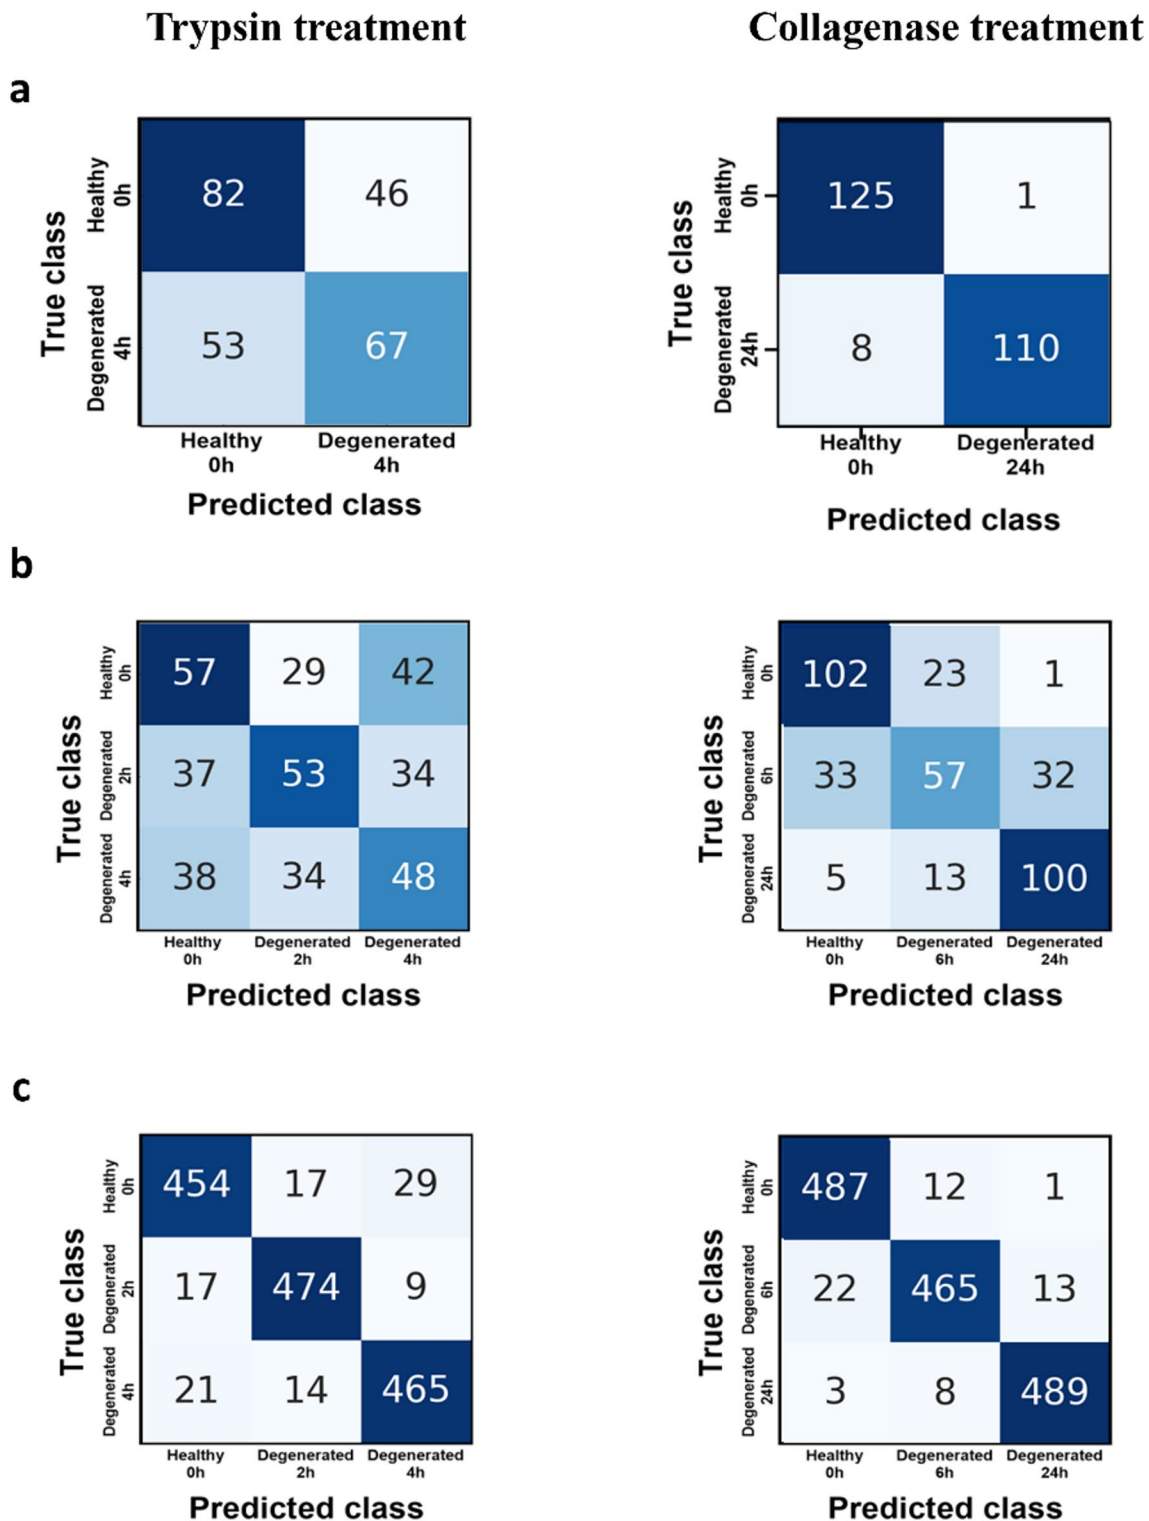 Trypsin treatment
Collagenase treatment
a
True class
Healthy
0h
Degenerated
4h
82 46
53 67
Healthy Degenerated
0h 4h
Predicted class
True class
Healthy
0h
Degenerated
24h
125 1
8 110
Healthy Degenerated
0h 24h
Predicted class
b
True class
Healthy
0h
Degenerated
2h
Degenerated
4h
57 29 42
37 53 34
38 34 48
Healthy Degenerated Degenerated
0h 2h 4h
Predicted class
True class
Healthy
0h
Degenerated
6h
Degenerated
24h
102 23 1
33 57 32
5 13 100
Healthy Degenerated Degenerated
0h 6h 24h
Predicted class
c
True class
Healthy
0h
Degenerated
2h
Degenerated
4h
454 17 29
17 474 9
21 14 465
Healthy Degenerated Degenerated
0h 2h 4h
Predicted class
True class
Healthy
0h
Degenerated
6h
Degenerated
24h
487 12 1
22 465 13
3 8 489
Healthy Degenerated Degenerated
0h 6h 24h
Predicted class